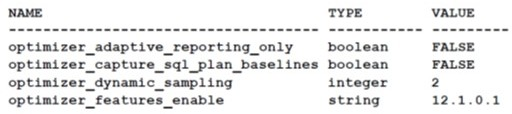 NAME TYPE VALUE
------------------------------------ ----------- ---------
optimizer_adaptive_reporting_only boolean FALSE
optimizer_capture_sql_plan_baselines boolean FALSE
optimizer_dynamic_sampling integer 2
optimizer_features_enable string 12.1.0.1